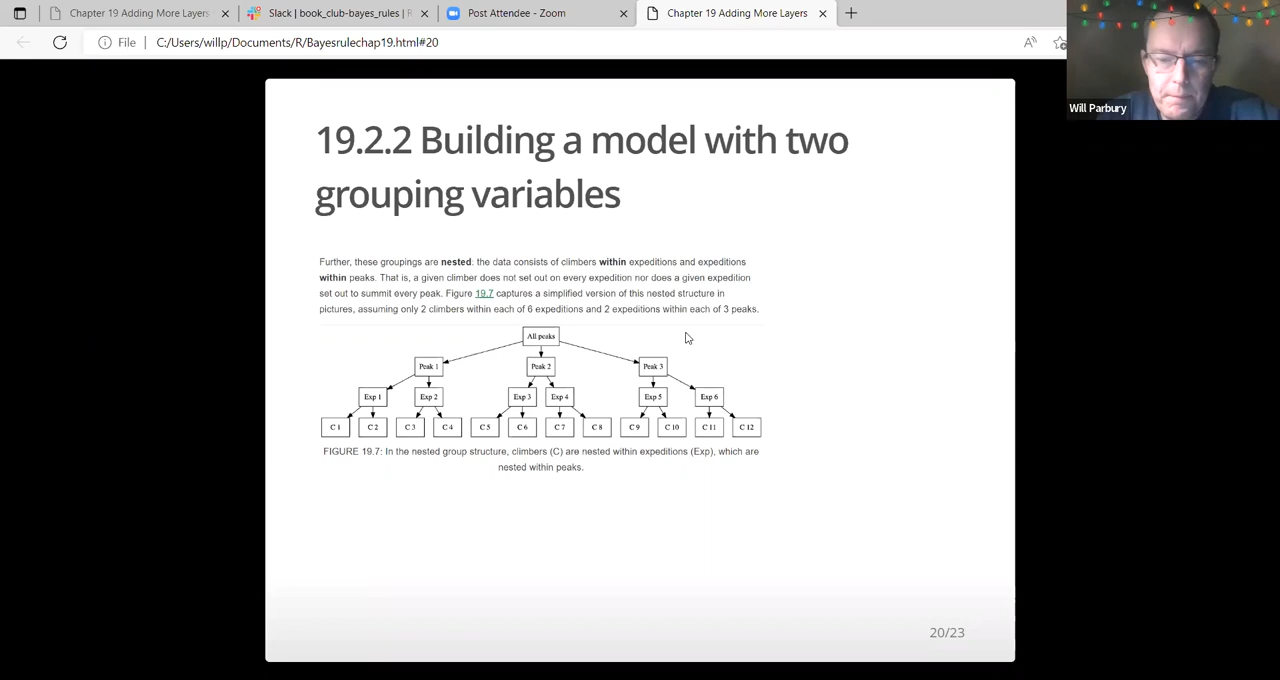 Chapter 19 Adding More Layers
Slack | book_club-bayes_rules | R
Post Attendee - Zoom
Chapter 19 Adding More Layers
File
C:/Users/willp/Documents/R/Bayesrulechap19.html#20
Will Parbury
19.2.2 Building a model with two
grouping variables
Further, these groupings are nested: the data consists of climbers within expeditions and expeditions
within peaks. That is, a given climber does not set out on every expedition nor does a given expedition
set out to summit every peak. Figure 19.7 captures a simplified version of this nested structure in
pictures, assuming only 2 climbers within each of 6 expeditions and 2 expeditions within each of 3 peaks.
All peaks
Peak 1 Peak 2 Peak 3
Exp 1 Exp 2 Exp 3 Exp 4 Exp 5 Exp 6
C 1 C 2 C 3 C 4 C 5 C 6 C 7 C 8 C 9 C 10 C 11 C 12
FIGURE 19.7: In the nested group structure, climbers (C) are nested within expeditions (Exp), which are
nested within peaks.
20/23